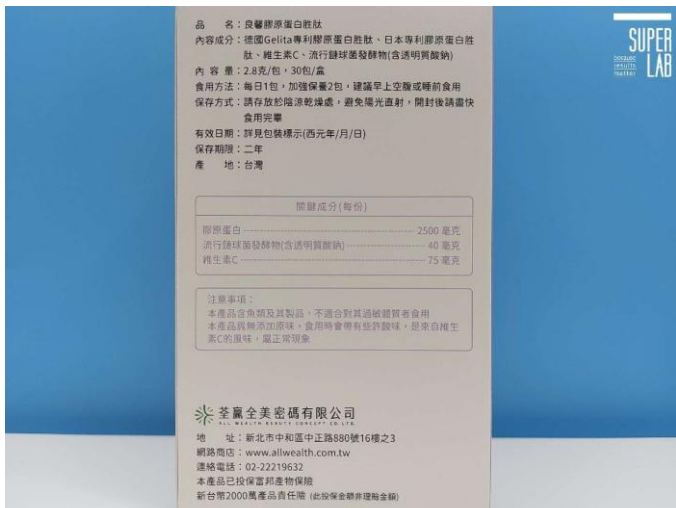 品　　名：良馨膠原蛋白胜肽
內容成分：德國Gelita專利膠原蛋白胜肽、日本專利膠原蛋白胜
肽、維生素C、流行鏈球菌發酵物(含透明質酸鈉)
內 容 量：2.8克/包，30包/盒
食用方法：每日1包，加強保養2包，建議早上空腹或睡前食用
保存方式：請存放於陰涼乾燥處，避免陽光直射，開封後請盡快
食用完畢
有效日期：詳見包裝標示(西元年/月/日)
保存期限：二年
產　　地：台灣
關鍵成分(每份)
膠原蛋白 2500 毫克
流行鏈球菌發酵物(含透明質酸鈉) 40 毫克
維生素C 75 毫克
注意事項：
本產品含魚類及其製品，不適合對其過敏體質者食用
本產品為無添加原味，食用時會帶有些許酸味，是來自維生
素C的風味，屬正常現象
荃贏全美密碼有限公司
ALL WEALTH BEAUTY CONCEPT CO.LTD.
地　　址：新北市中和區中正路880號16樓之3
網路商店：www.allwealth.com.tw
連絡電話：02-22219632
本產品已投保富邦產物保險
新台幣2000萬產品責任險 (此投保金額非理賠金額)
SUPER LAB
because
results
matter